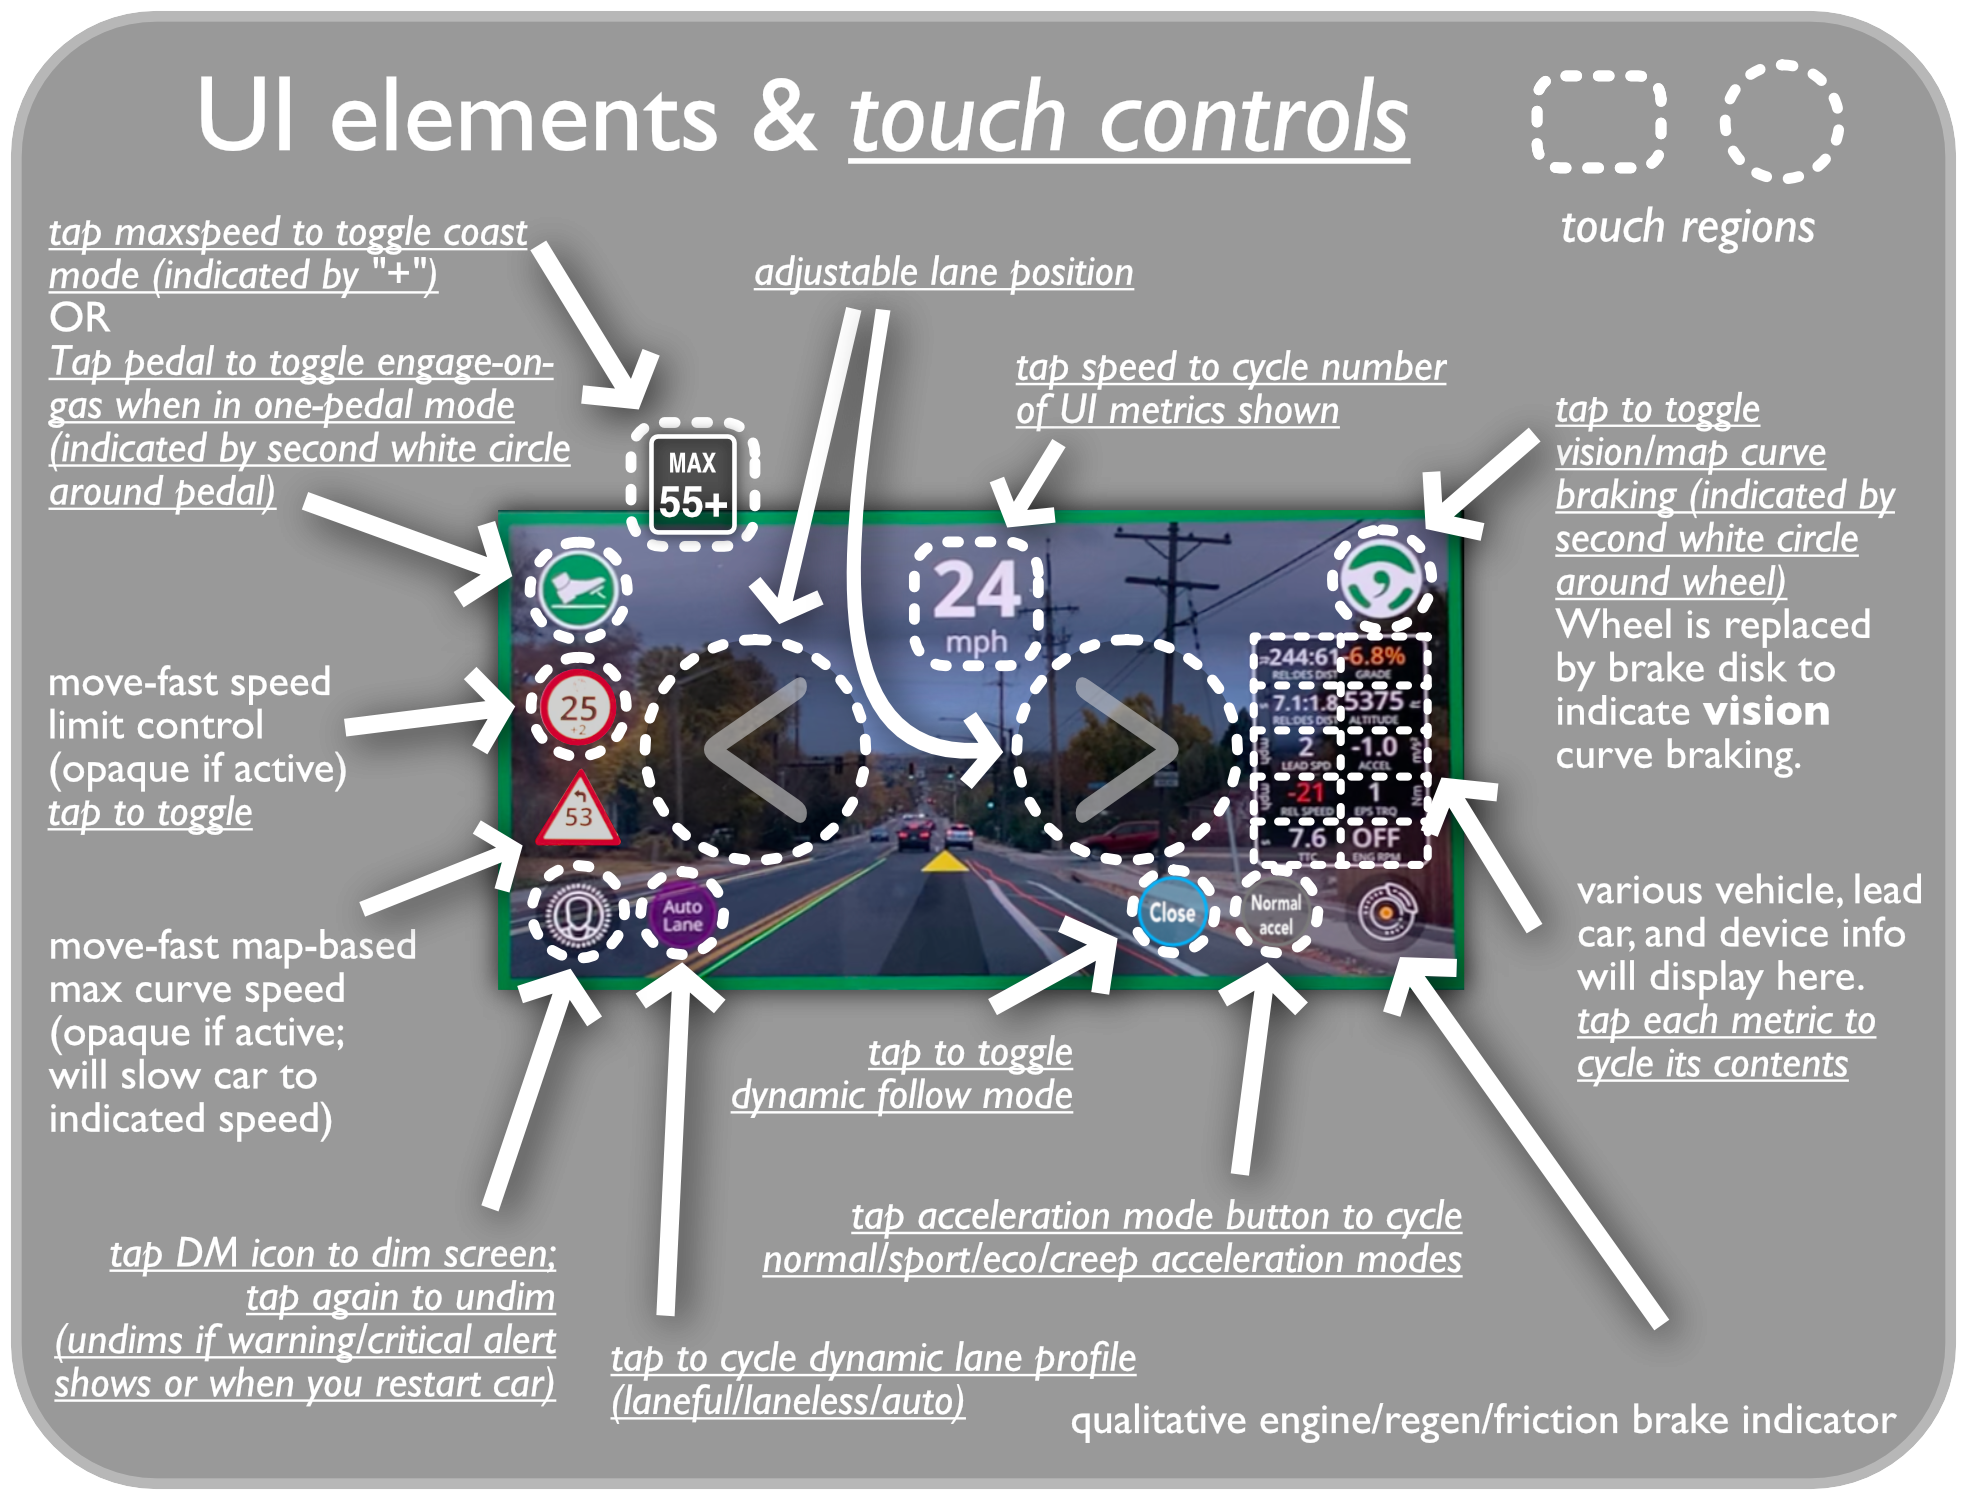 UI elements & touch controls
touch regions
tap maxspeed to toggle coast
mode (indicated by "+")
OR
Tap pedal to toggle engage-on-
gas when in one-pedal mode
(indicated by second white circle
around pedal)
adjustable lane position
tap speed to cycle number
of UI metrics shown
tap to toggle
vision/map curve
braking (indicated by
second white circle
around wheel)
Wheel is replaced
by brake disk to
indicate vision
curve braking.
MAX
55+
24
mph
move-fast speed
limit control
(opaque if active)
tap to toggle
25
+2
53
244:61
REL:DES DIST
-6.8%
GRADE
7.1:1.8
REL:DES DIST
5375
ALTITUDE
mph
2
LEAD SPD
-1.0
ACCEL
m/s²
mph
-21
REL SPEED
1
EPS TRQ
Nm
s
7.6
TTC
OFF
ENG RPM
Auto
Lane
Close
Normal
accel
move-fast map-based
max curve speed
(opaque if active;
will slow car to
indicated speed)
various vehicle, lead
car, and device info
will display here.
tap each metric to
cycle its contents
tap to toggle
dynamic follow mode
tap acceleration mode button to cycle
normal/sport/eco/creep acceleration modes
tap DM icon to dim screen;
tap again to undim
(undims if warning/critical alert
shows or when you restart car)
tap to cycle dynamic lane profile
(laneful/laneless/auto)
qualitative engine/regen/friction brake indicator